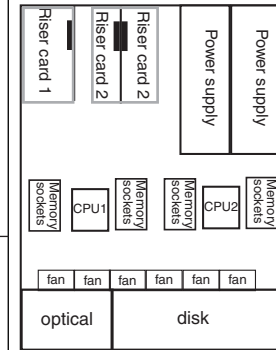 Riser card 1
Riser card 2
Riser card 2
Power supply
Power supply
Memory
sockets
CPU1
Memory
sockets
Memory
sockets
CPU2
Memory
sockets
fan
fan
fan
fan
fan
fan
optical
disk